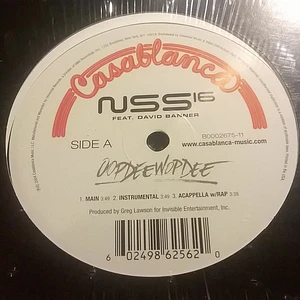 Casablanca
NSS16
FEAT. DAVID BANNER
B0002675-11
SIDE A
www.casablanca-music.com
OOPDEEWOPDEE
1. MAIN 3:49 2. INSTRUMENTAL 3:49 3. ACAPPELLA w/RAP 3:35
Produced by Greg Lawson for Invisible Entertainment, Inc.
6 02498 62562 0